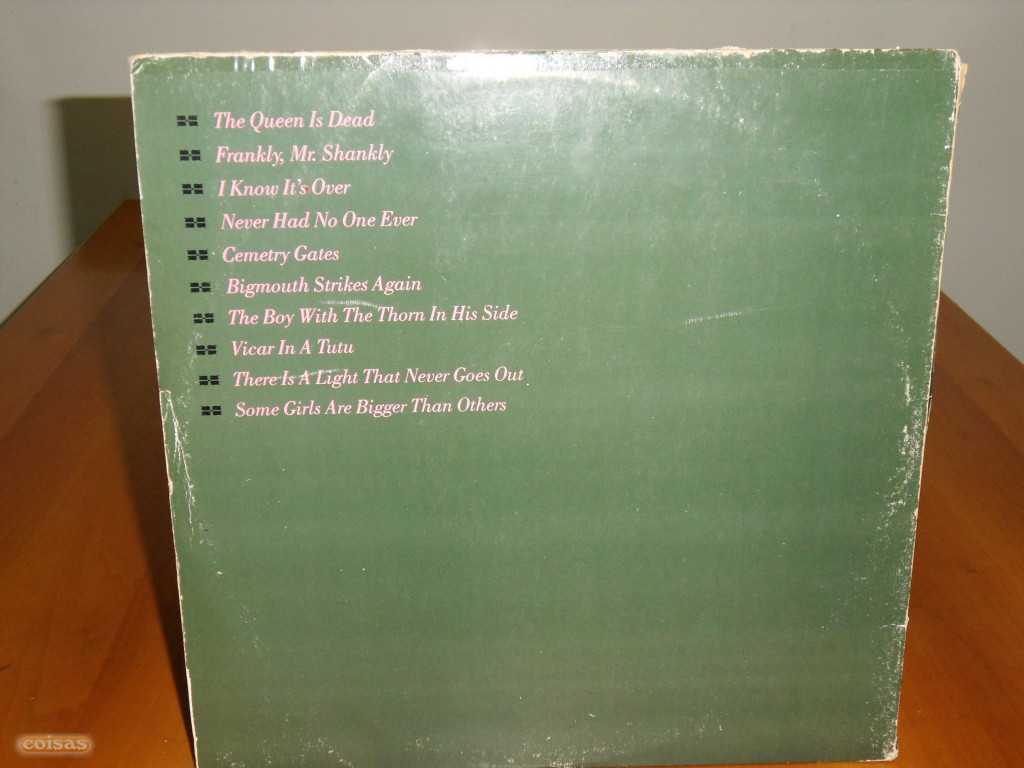 The Queen Is Dead
Frankly, Mr. Shankly
I Know It's Over
Never Had No One Ever
Cemetry Gates
Bigmouth Strikes Again
The Boy With The Thorn In His Side
Vicar In A Tutu
There Is A Light That Never Goes Out
Some Girls Are Bigger Than Others
coisas